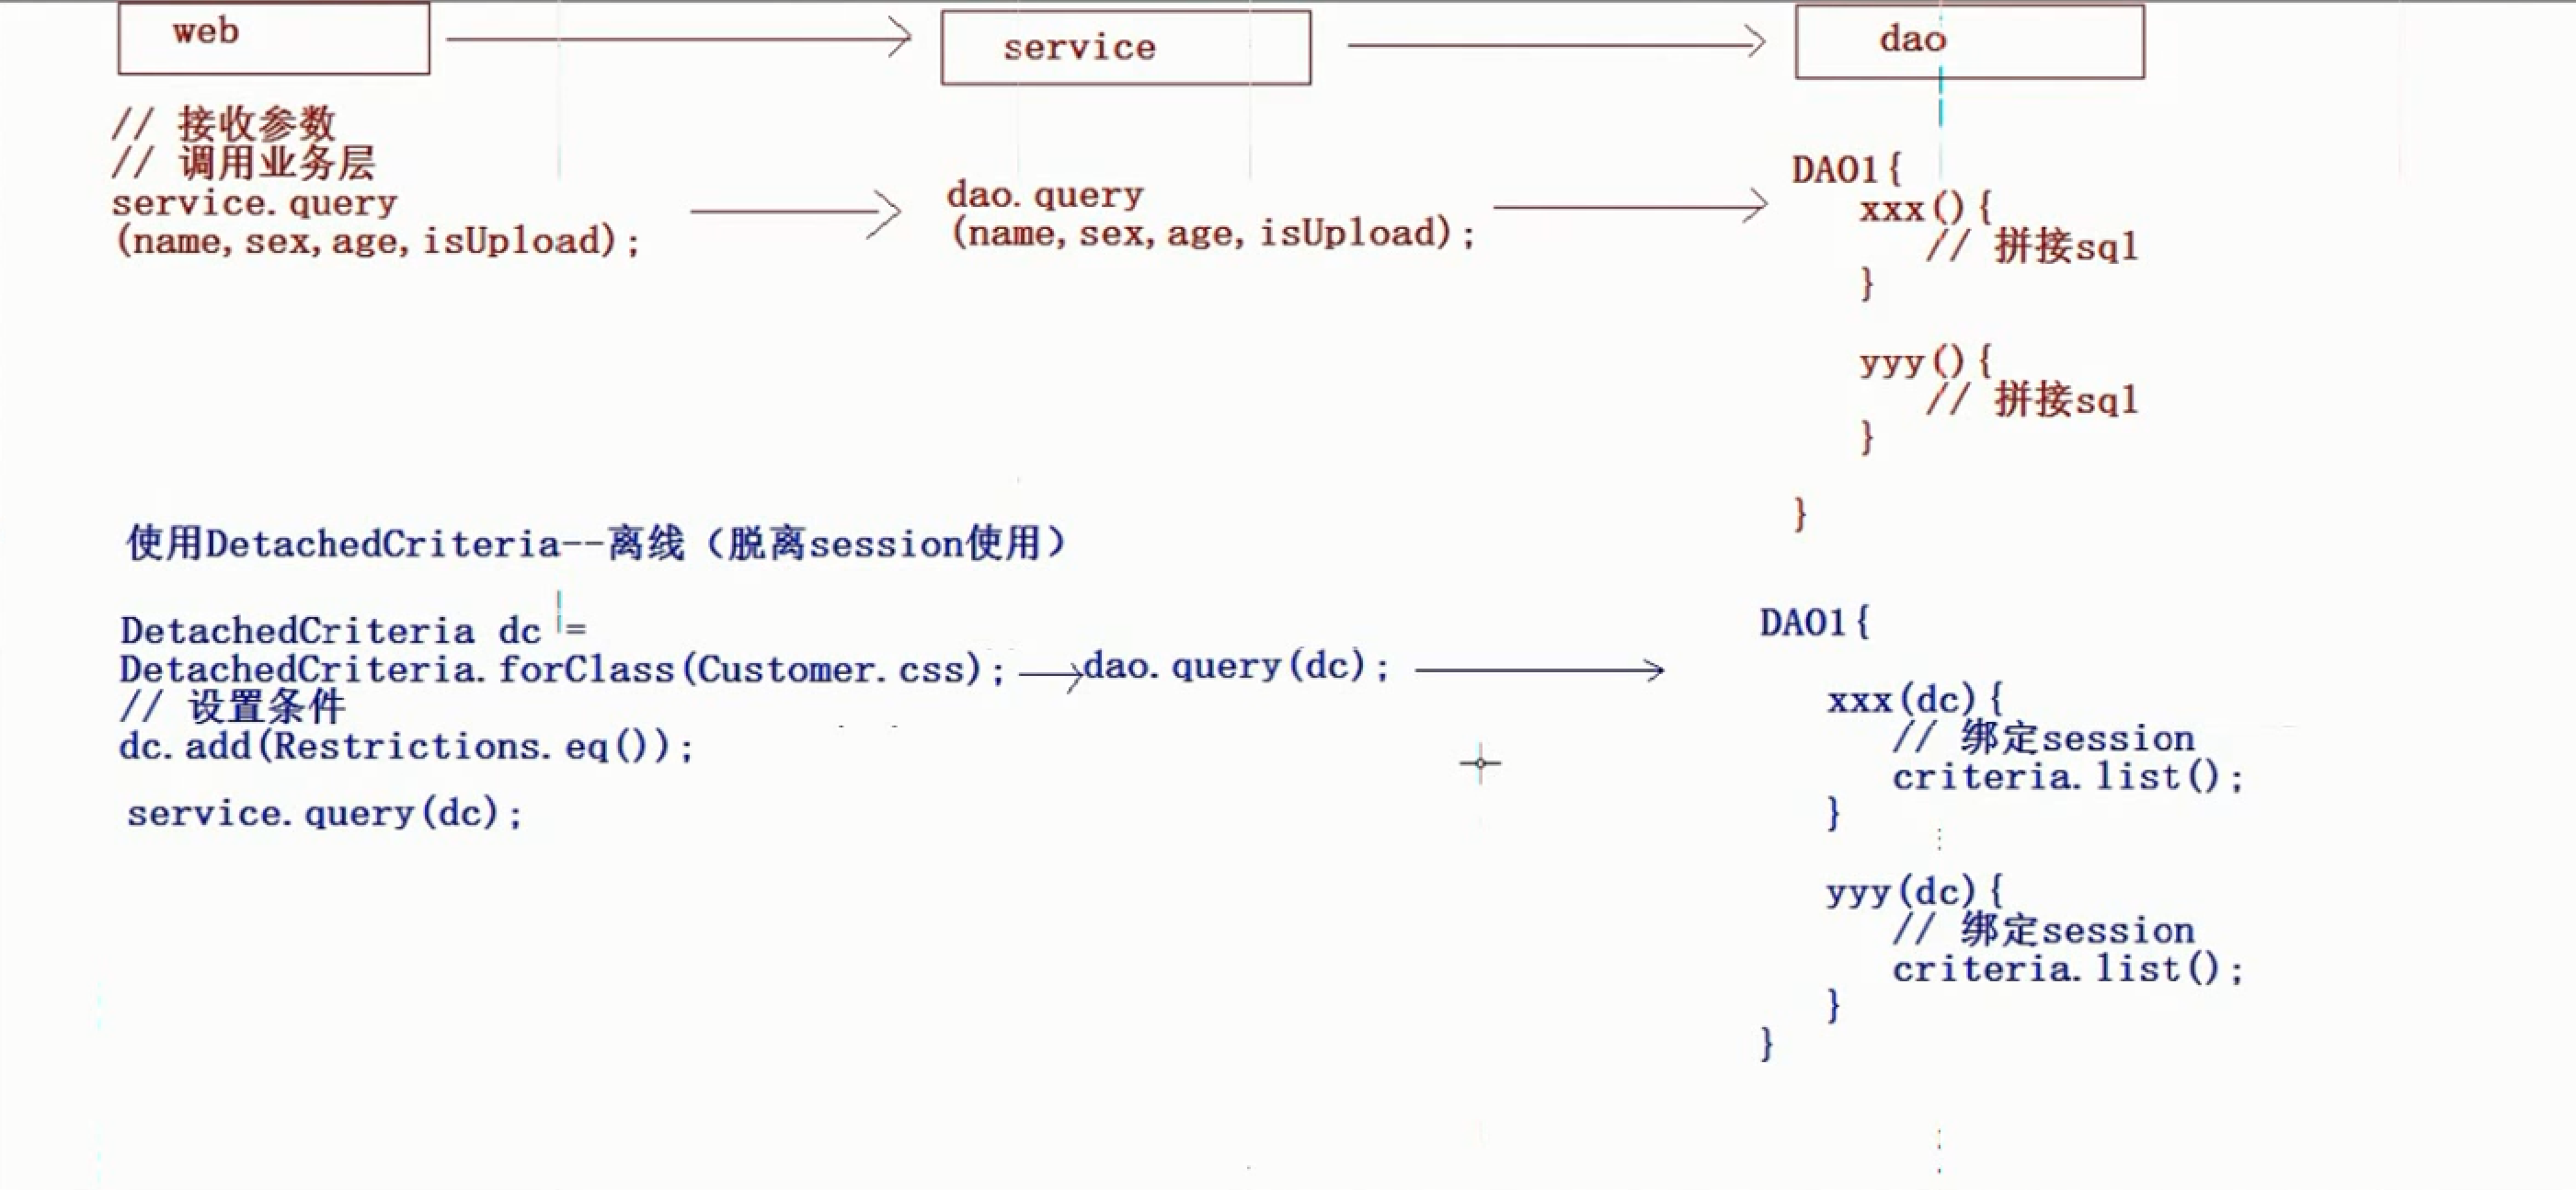 web
service
dao
// 接收参数
// 调用业务层
service.query
(name,sex,age,isUpload);
dao.query
(name,sex,age,isUpload);
DAO1{
xxx(){
// 拼接sql
}
yyy(){
// 拼接sql
}
}
使用DetachedCriteria--离线（脱离session使用）
DetachedCriteria dc =
DetachedCriteria.forClass(Customer.css);
// 设置条件
dc.add(Restrictions.eq());
service.query(dc);
dao.query(dc);
DAO1{
xxx(dc){
// 绑定session
criteria.list();
}
yyy(dc){
// 绑定session
criteria.list();
}
}